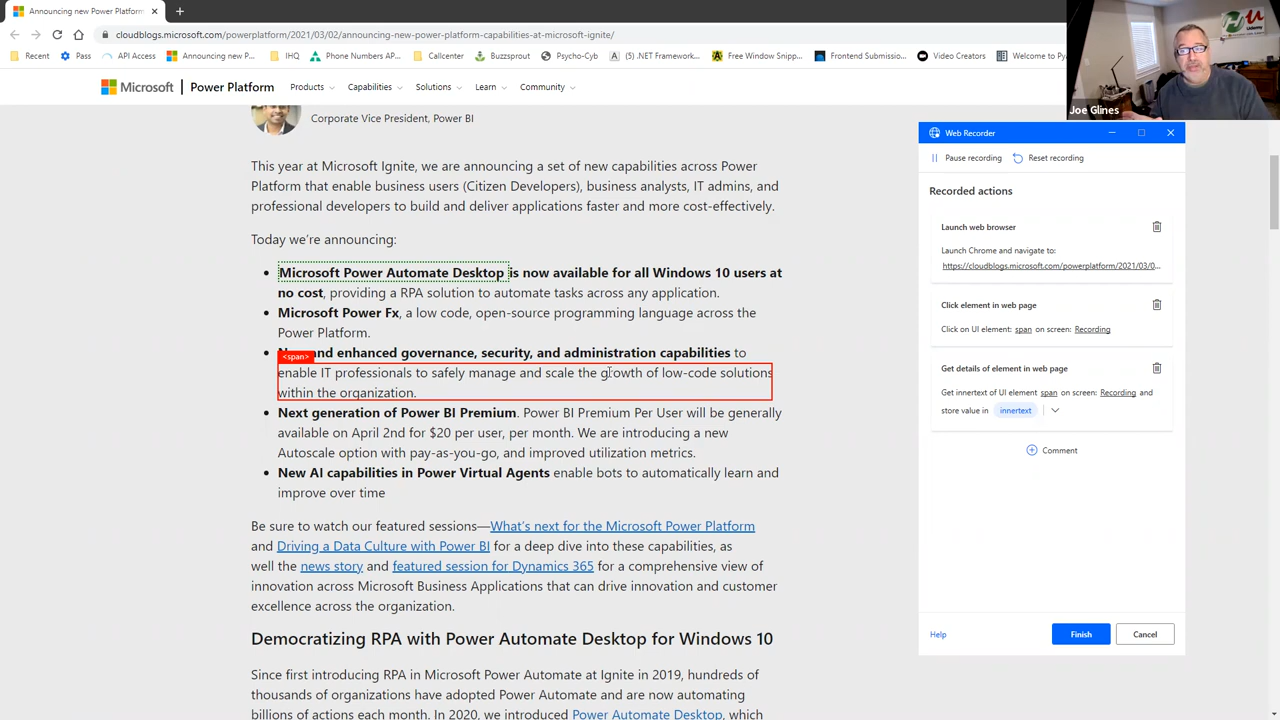 Announcing new Power Platform
cloudblogs.microsoft.com/powerplatform/2021/03/02/announcing-new-power-platform-capabilities-at-microsoft-ignite/
Recent
Pass
API Access
Announcing new P...
IHQ
Phone Numbers AP...
Callcenter
Buzzsprout
Psycho-Cyb
(5) .NET Framework...
Free Window Snipp...
Frontend Submissio...
Video Creators
Welcome to Py
Udemy
Joe Glines
Microsoft
Power Platform
Products
Capabilities
Solutions
Learn
Community
Corporate Vice President, Power BI
This year at Microsoft Ignite, we are announcing a set of new capabilities across Power
Platform that enable business users (Citizen Developers), business analysts, IT admins, and
professional developers to build and deliver applications faster and more cost-effectively.
Today we're announcing:
• Microsoft Power Automate Desktop is now available for all Windows 10 users at
no cost, providing a RPA solution to automate tasks across any application.
• Microsoft Power Fx, a low code, open-source programming language across the
Power Platform.
• and enhanced governance, security, and administration capabilities to
<span>
enable IT professionals to safely manage and scale the growth of low-code solutions
within the organization.
• Next generation of Power BI Premium. Power BI Premium Per User will be generally
available on April 2nd for $20 per user, per month. We are introducing a new
Autoscale option with pay-as-you-go, and improved utilization metrics.
• New AI capabilities in Power Virtual Agents enable bots to automatically learn and
improve over time
Be sure to watch our featured sessions—What's next for the Microsoft Power Platform
and Driving a Data Culture with Power BI for a deep dive into these capabilities, as
well the news story and featured session for Dynamics 365 for a comprehensive view of
innovation across Microsoft Business Applications that can drive innovation and customer
excellence across the organization.
Democratizing RPA with Power Automate Desktop for Windows 10
Since first introducing RPA in Microsoft Power Automate at Ignite in 2019, hundreds of
thousands of organizations have adopted Power Automate and are now automating
billions of actions each month. In 2020, we introduced Power Automate Desktop, which
Web Recorder
Pause recording
Reset recording
Recorded actions
Launch web browser
Launch Chrome and navigate to:
https://cloudblogs.microsoft.com/powerplatform/2021/03/0...
Click element in web page
Click on UI element: span on screen: Recording
Get details of element in web page
Get innertext of UI element span on screen: Recording and
store value in innertext
Comment
Help
Finish
Cancel